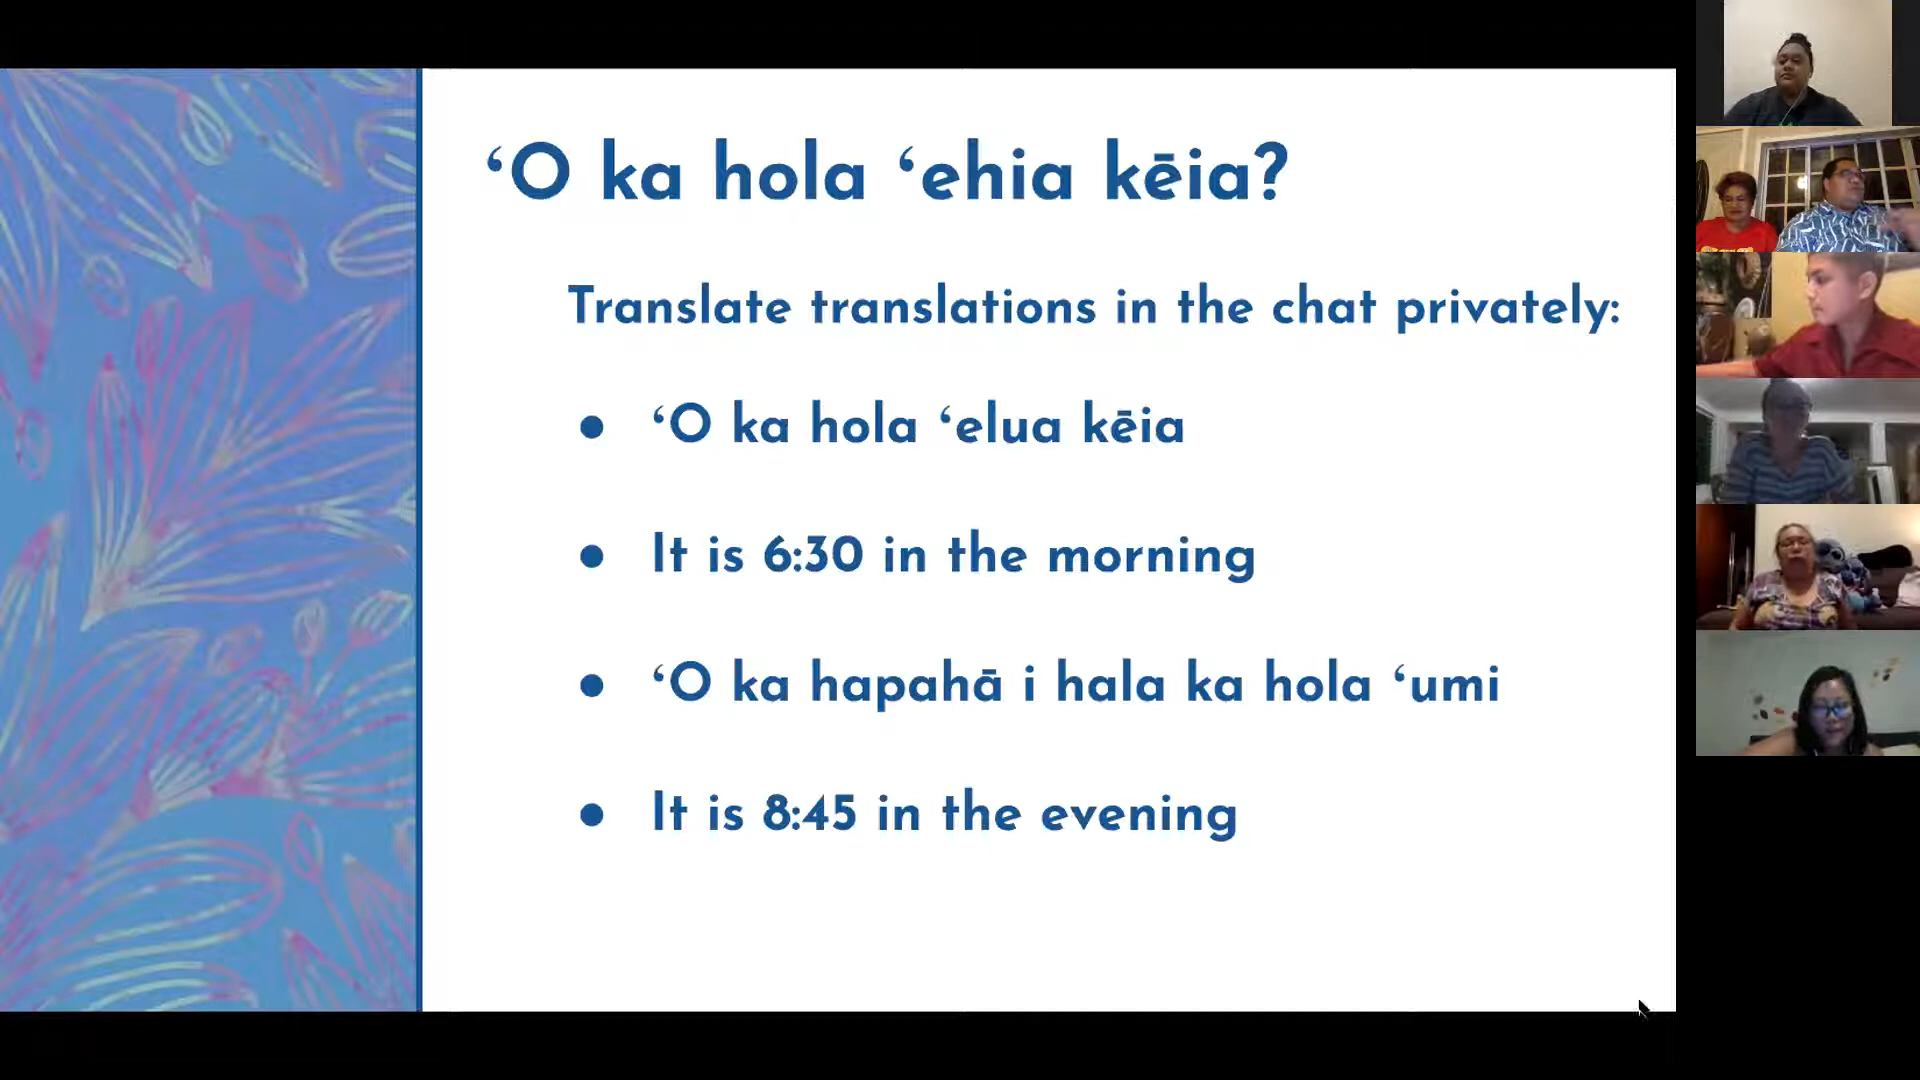 ʻO ka hola ʻehia kēia?
Translate translations in the chat privately:
● ʻO ka hola ʻelua kēia
● It is 6:30 in the morning
● ʻO ka hapahā i hala ka hola ʻumi
● It is 8:45 in the evening